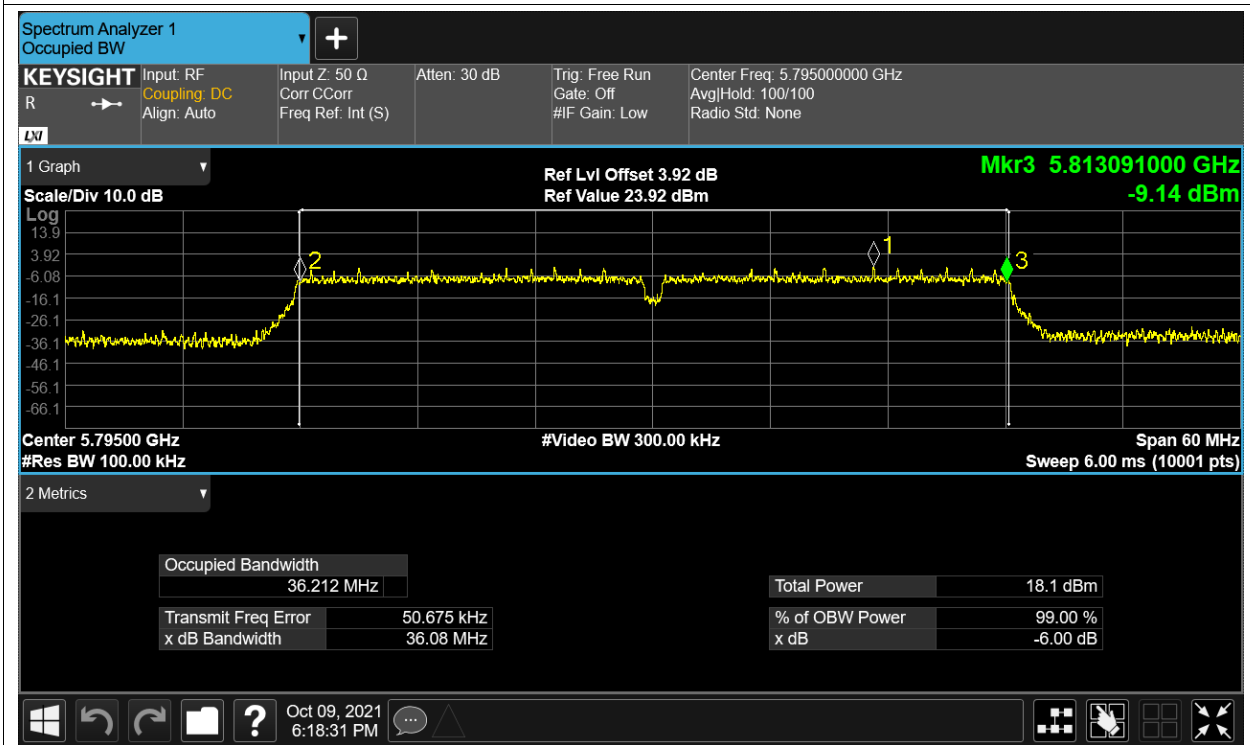 Spectrum Analyzer 1
Occupied BW
KEYSIGHT
R
LXI
Input: RF
Coupling: DC
Align: Auto
Input Z: 50 Ω
Corr CCorr
Freq Ref: Int (S)
Atten: 30 dB
Trig: Free Run
Gate: Off
#IF Gain: Low
Center Freq: 5.795000000 GHz
Avg|Hold: 100/100
Radio Std: None
1 Graph
Scale/Div 10.0 dB
Ref Lvl Offset 3.92 dB
Ref Value 23.92 dBm
Mkr3 5.813091000 GHz
-9.14 dBm
Log
13.9
3.92
-6.08
-16.1
-26.1
-36.1
-46.1
-56.1
-66.1
2
1
3
Center 5.79500 GHz
#Res BW 100.00 kHz
#Video BW 300.00 kHz
Span 60 MHz
Sweep 6.00 ms (10001 pts)
2 Metrics
Occupied Bandwidth
36.212 MHz
Transmit Freq Error 50.675 kHz
x dB Bandwidth 36.08 MHz
Total Power 18.1 dBm
% of OBW Power 99.00 %
x dB -6.00 dB
?
Oct 09, 2021
6:18:31 PM